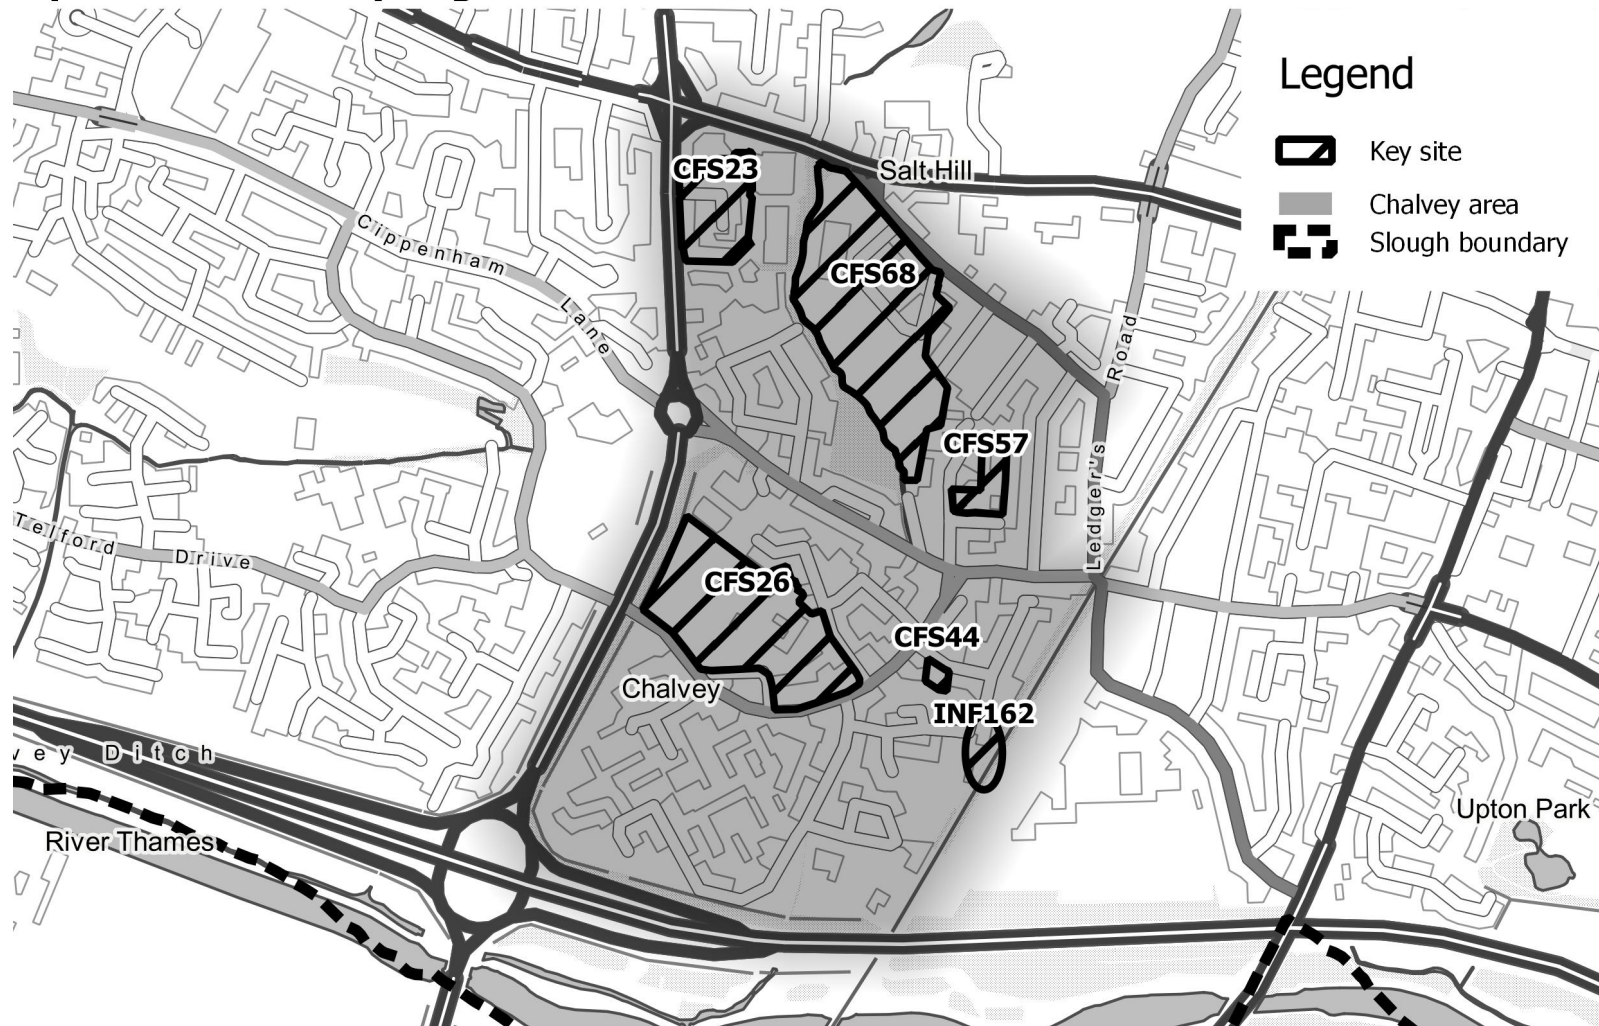 Legend
Key site
Chalvey area
Slough boundary
CFS23
Salt Hill
Cippenham
Lane
CFS68
Road
CFS57
Ledger's
Telford Drive
CFS26
CFS44
Chalvey
INF162
vey Ditch
River Thames
Upton Park